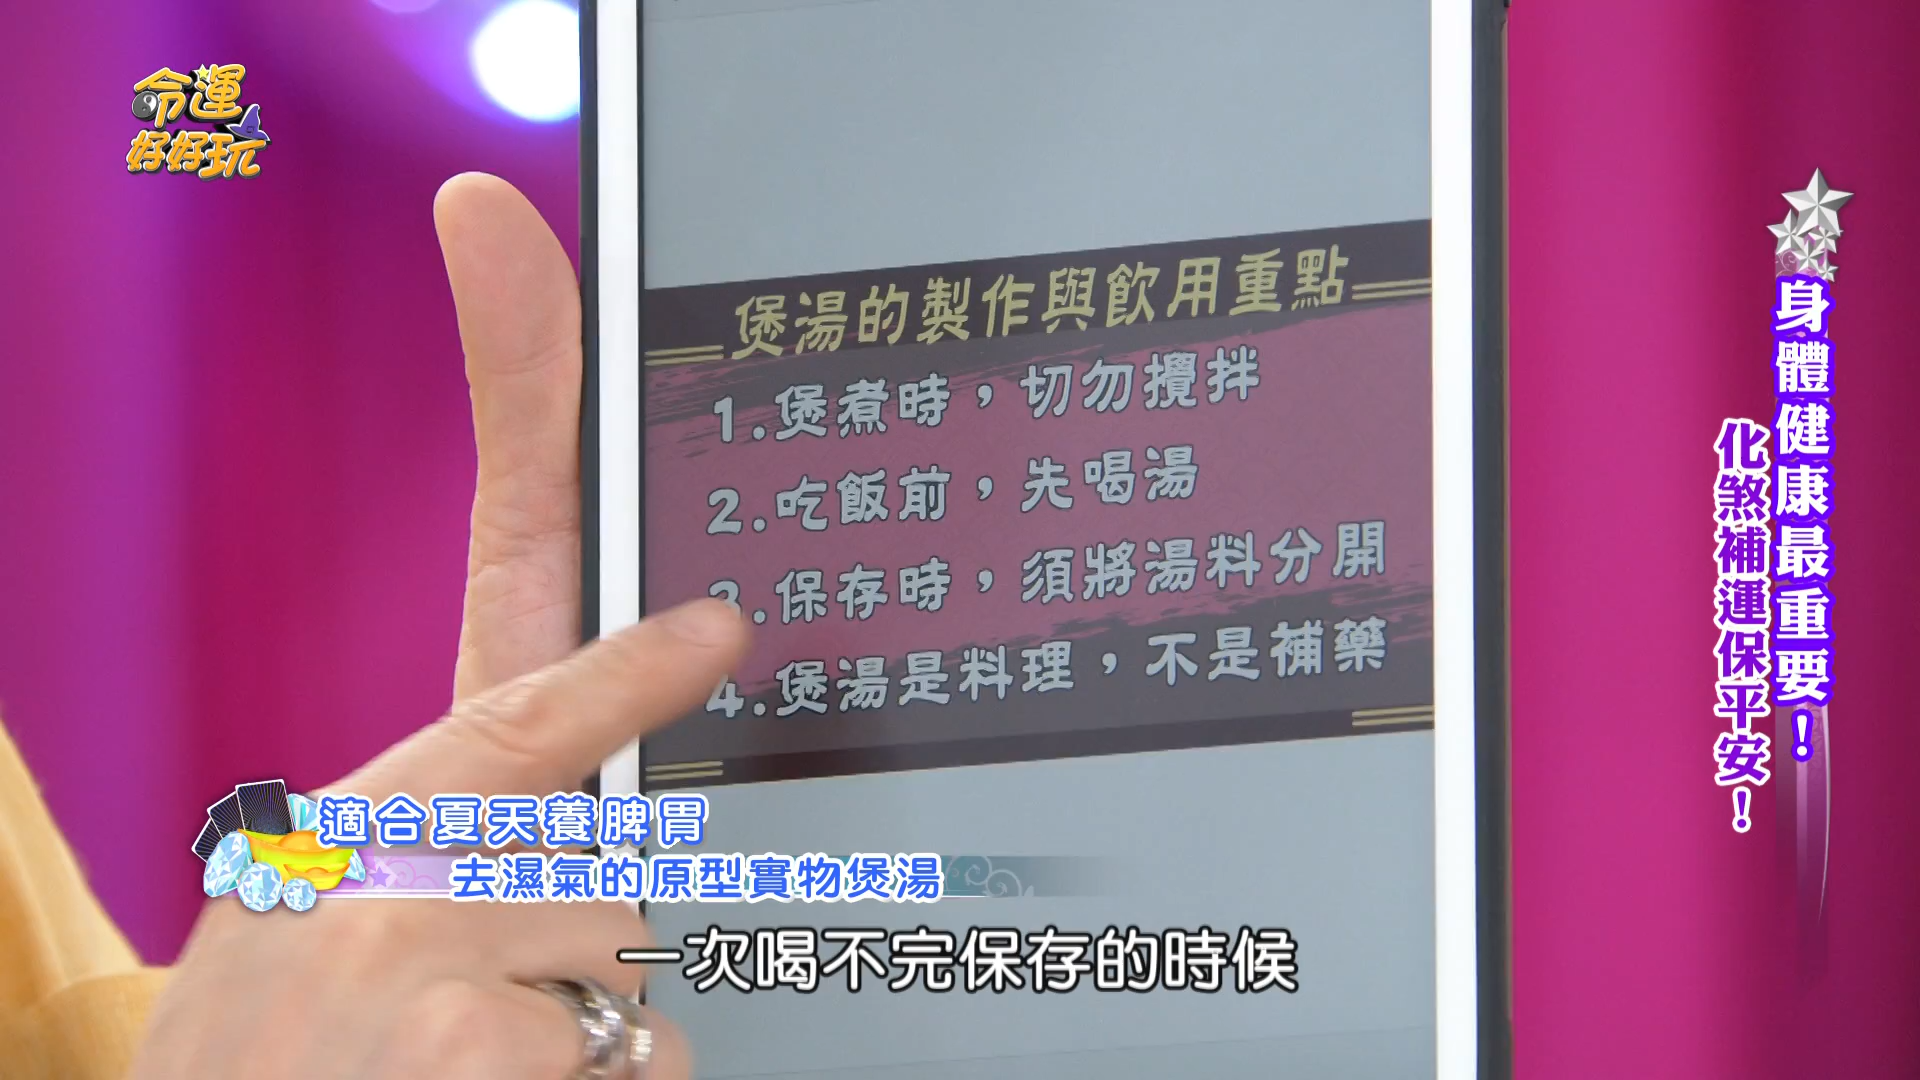 命運
好好玩
身體健康最重要！
化煞補運保平安！
煲湯的製作與飲用重點
1.煲煮時，切勿攪拌
2.吃飯前，先喝湯
3.保存時，須將湯料分開
4.煲湯是料理，不是補藥
適合夏天養脾胃
去濕氣的原型實物煲湯
一次喝不完保存的時候